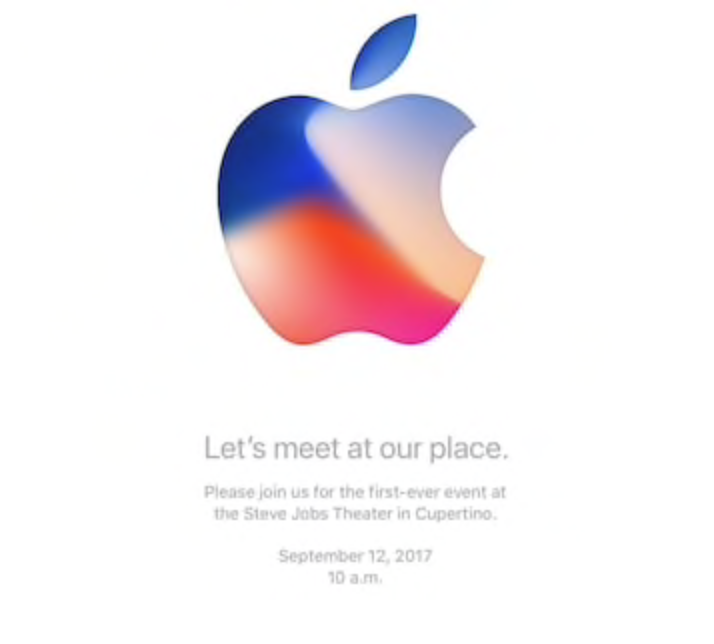 Let's meet at our place.
Please join us for the first-ever event at
the Steve Jobs Theater in Cupertino.
September 12, 2017
10 a.m.